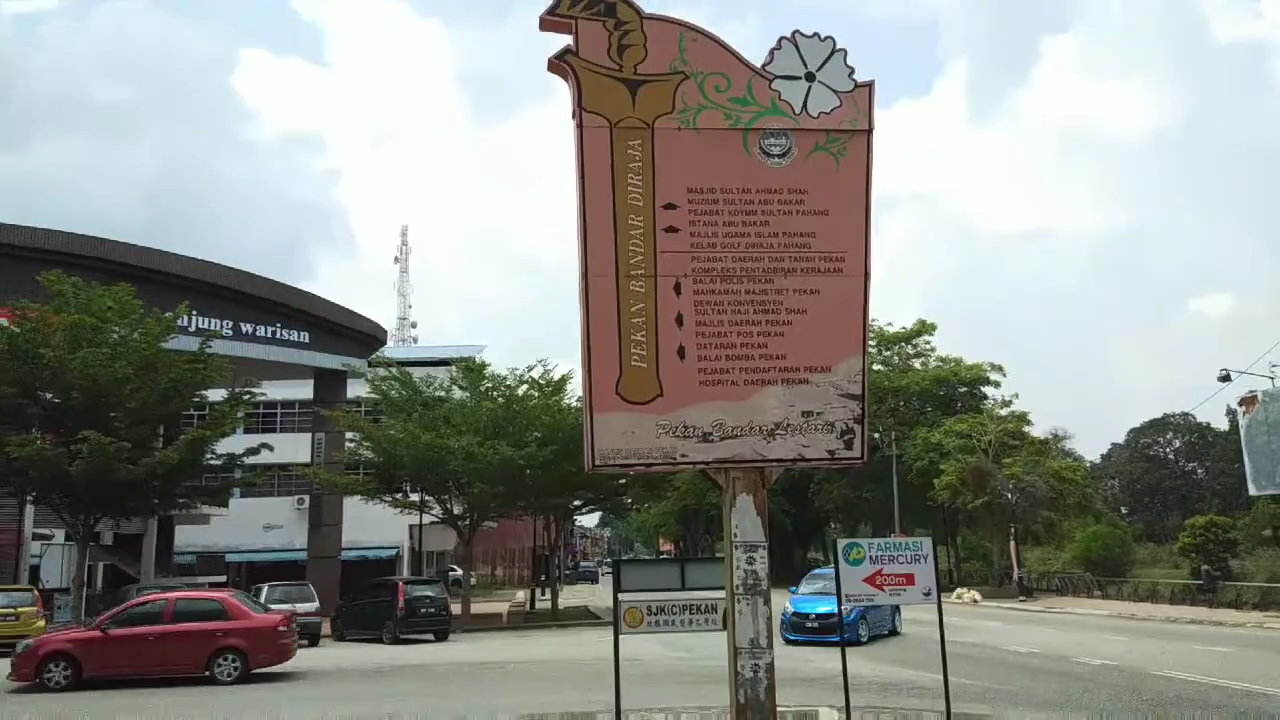 PEKAN BANDAR DIRAJA
MASJID SULTAN AHMAD SHAH
MUZIUM SULTAN ABU BAKAR
PEJABAT KDYMM SULTAN PAHANG
ISTANA ABU BAKAR
MAJLIS UGAMA ISLAM PAHANG
KELAB GOLF DIRAJA PAHANG
PEJABAT DAERAH DAN TANAH PEKAN
KOMPLEKS PENTADBIRAN KERAJAAN
BALAI POLIS PEKAN
MAHKAMAH MAJISTRET PEKAN
DEWAN KONVENSYEN
SULTAN HAJI AHMAD SHAH
MAJLIS DAERAH PEKAN
PEJABAT POS PEKAN
DATARAN PEKAN
BALAI BOMBA PEKAN
PEJABAT PENDAFTARAN PEKAN
HOSPITAL DAERAH PEKAN
Pekan Bandar Lestari
njung warisan
SJK(C)PEKAN
FARMASI
MERCURY
200m